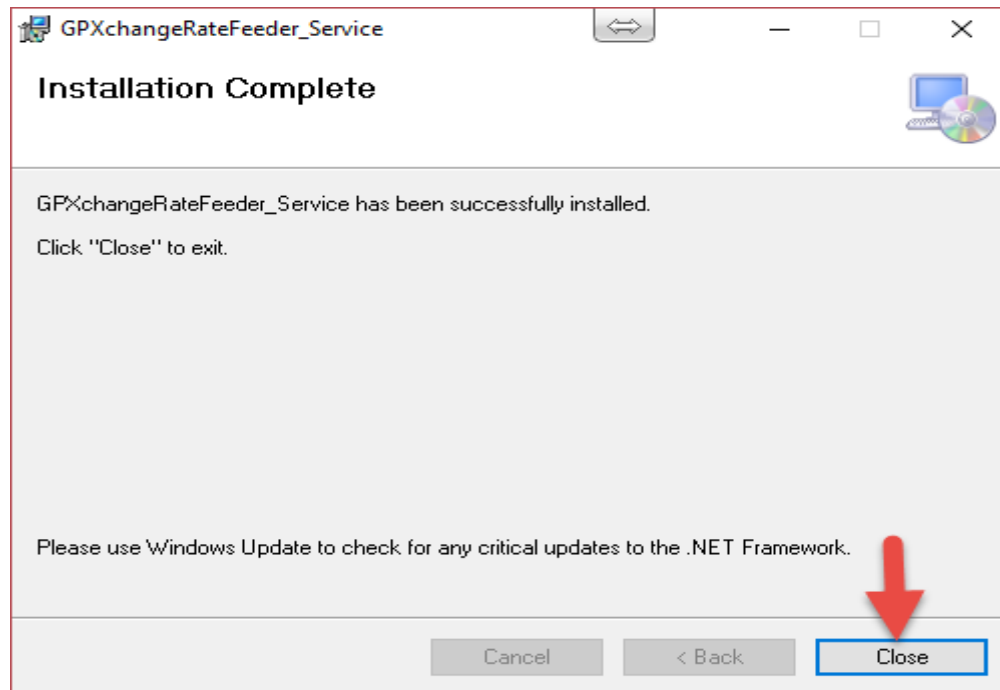 GPXchangeRateFeeder_Service
Installation Complete
GPXchangeRateFeeder_Service has been successfully installed.
Click "Close" to exit.
Please use Windows Update to check for any critical updates to the .NET Framework.
Cancel
< Back
Close